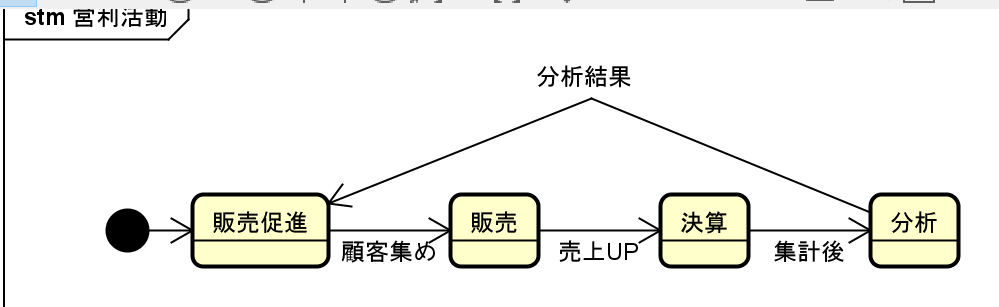 stm 営利活動
分析結果
販売促進
販売
決算
分析
顧客集め
売上UP
集計後